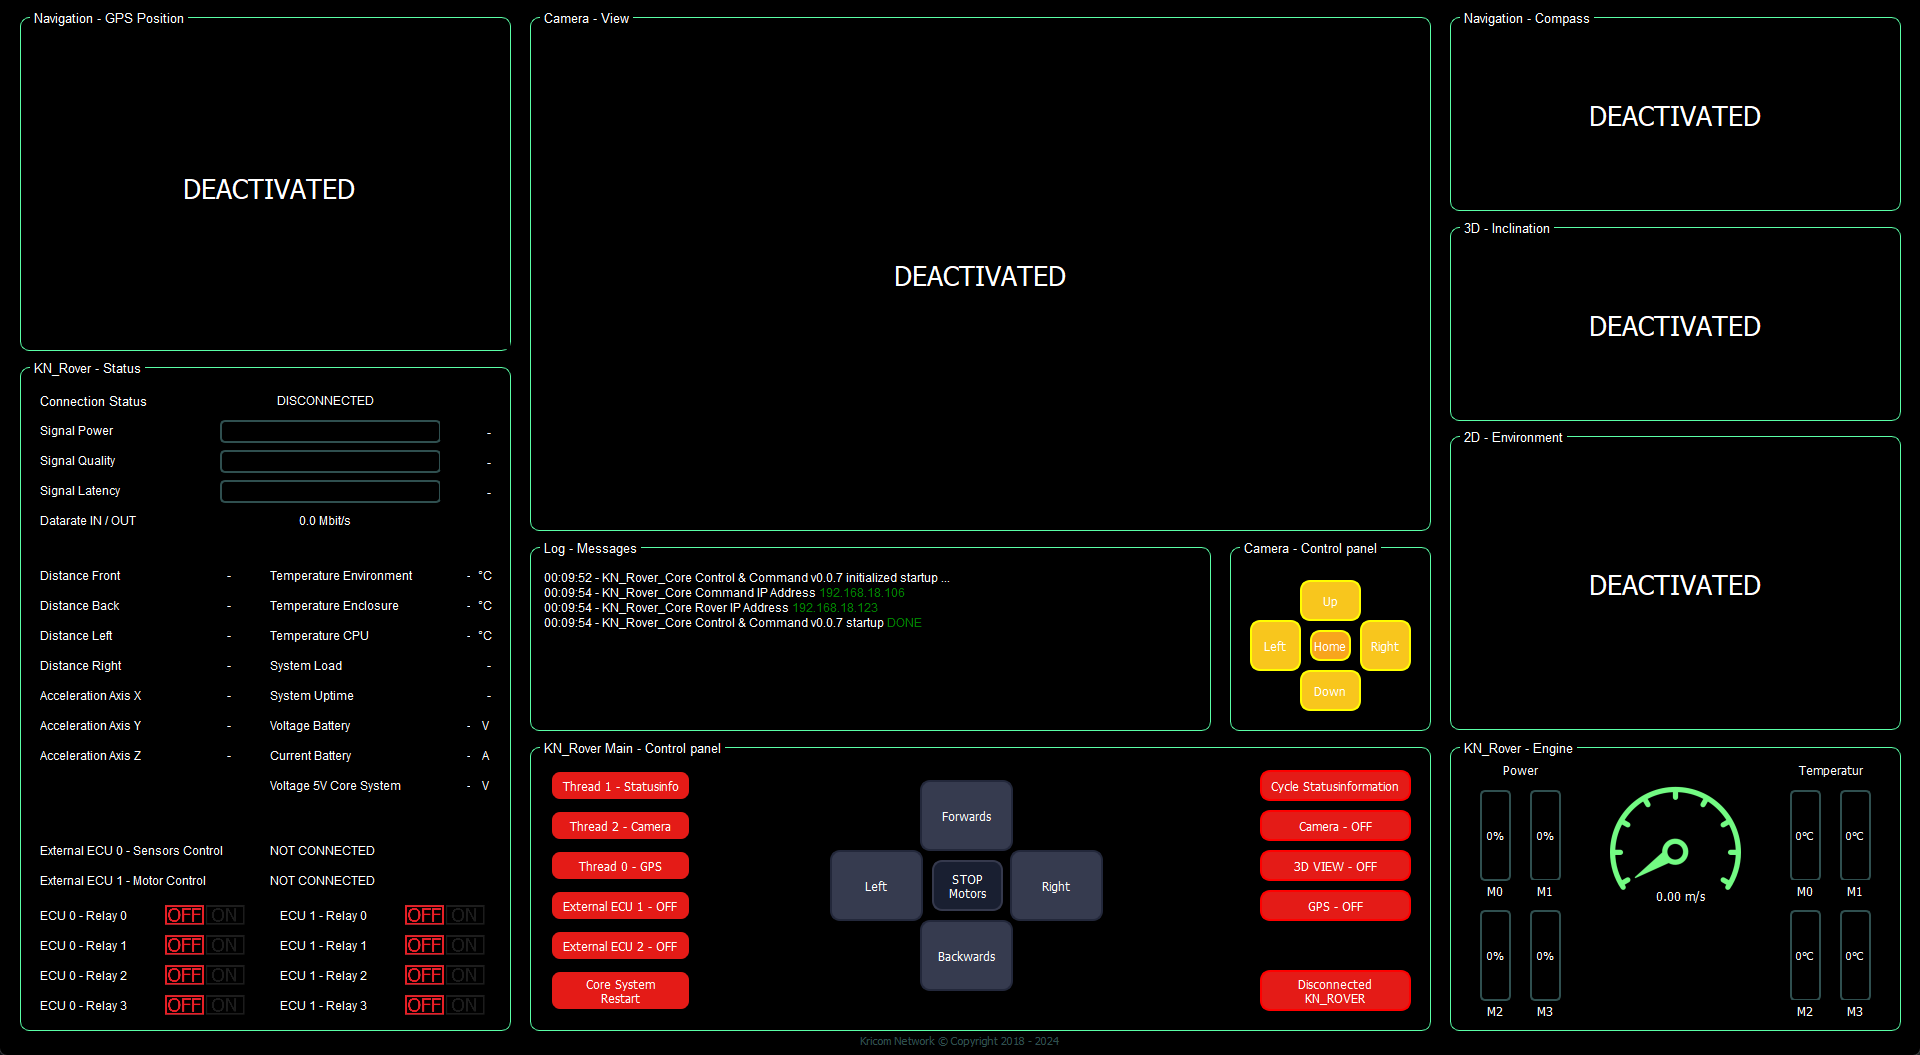 Navigation - GPS Position
DEACTIVATED
Camera - View
DEACTIVATED
Navigation - Compass
DEACTIVATED
3D - Inclination
DEACTIVATED
2D - Environment
DEACTIVATED
KN_Rover - Status
Connection Status DISCONNECTED
Signal Power -
Signal Quality -
Signal Latency -
Datarate IN / OUT 0.0 Mbit/s
Distance Front - Temperature Environment - °C
Distance Back - Temperature Enclosure - °C
Distance Left - Temperature CPU - °C
Distance Right - System Load -
Acceleration Axis X - System Uptime -
Acceleration Axis Y - Voltage Battery - V
Acceleration Axis Z - Current Battery - A
Voltage 5V Core System - V
External ECU 0 - Sensors Control NOT CONNECTED
External ECU 1 - Motor Control NOT CONNECTED
ECU 0 - Relay 0 OFF ON ECU 1 - Relay 0 OFF ON
ECU 0 - Relay 1 OFF ON ECU 1 - Relay 1 OFF ON
ECU 0 - Relay 2 OFF ON ECU 1 - Relay 2 OFF ON
ECU 0 - Relay 3 OFF ON ECU 1 - Relay 3 OFF ON
Log - Messages
00:09:52 - KN_Rover_Core Control & Command v0.0.7 initialized startup ...
00:09:54 - KN_Rover_Core Command IP Address 192.168.18.106
00:09:54 - KN_Rover_Core Rover IP Address 192.168.18.123
00:09:54 - KN_Rover_Core Control & Command v0.0.7 startup DONE
Camera - Control panel
Up
Left Home Right
Down
KN_Rover Main - Control panel
Thread 1 - Statusinfo
Thread 2 - Camera
Thread 0 - GPS
External ECU 1 - OFF
External ECU 2 - OFF
Core System
Restart
Forwards
Left
STOP
Motors
Right
Backwards
Cycle Statusinformation
Camera - OFF
3D VIEW - OFF
GPS - OFF
Disconnected
KN_ROVER
KN_Rover - Engine
Power
0% 0%
M0 M1
0% 0%
M2 M3
0.00 m/s
Temperatur
0°C 0°C
M0 M1
0°C 0°C
M2 M3
Kricom Network © Copyright 2018 - 2024